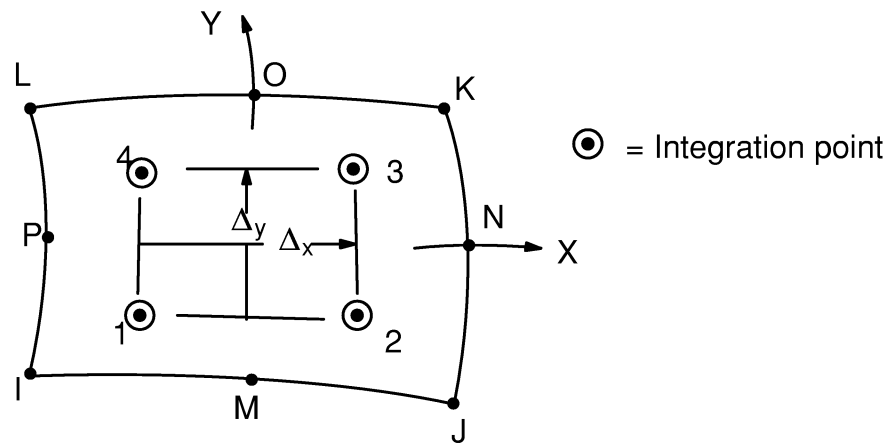 Y
L
O
K
4
3
= Integration point
P
Δy
Δx
N
X
1
2
I
M
J